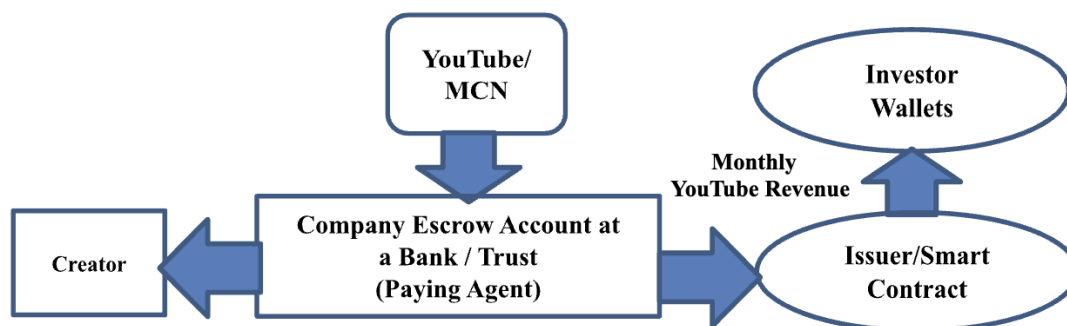 YouTube/
MCN
Investor
Wallets
Monthly
YouTube Revenue
Creator
Company Escrow Account at
a Bank / Trust
(Paying Agent)
Issuer/Smart
Contract